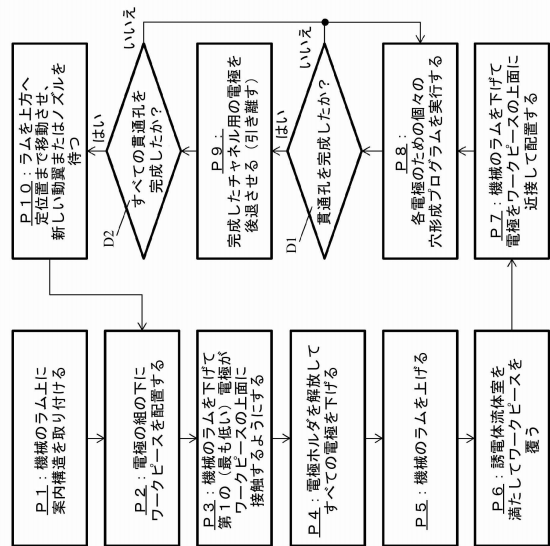 P1：機械のラム上に
案内構造を取り付ける
P2：電極の組の下に
ワークピースを配置する
P3：機械のラムを下げて
第1の（最も低い）電極が
ワークピースの上面に
接触するようにする
P4：電極ホルダを解放して
すべての電極を下げる
P5：機械のラムを上げる
P6：誘電体流体室を
満たしてワークピースを
覆う
P7：機械のラムを下げて
電極をワークピースの上面に
近接して配置する
P8：
各電極のための個々の
穴形成プログラムを実行する
貫通孔を完成したか？
D1
いいえ
はい
P9：
完成したチャネル用の電極を
後退させる（引き離す）
すべての貫通孔を
完成したか？
D2
いいえ
はい
P10：ラムを上方へ
定位置まで移動させ、
新しい動翼またはノズルを
待つ